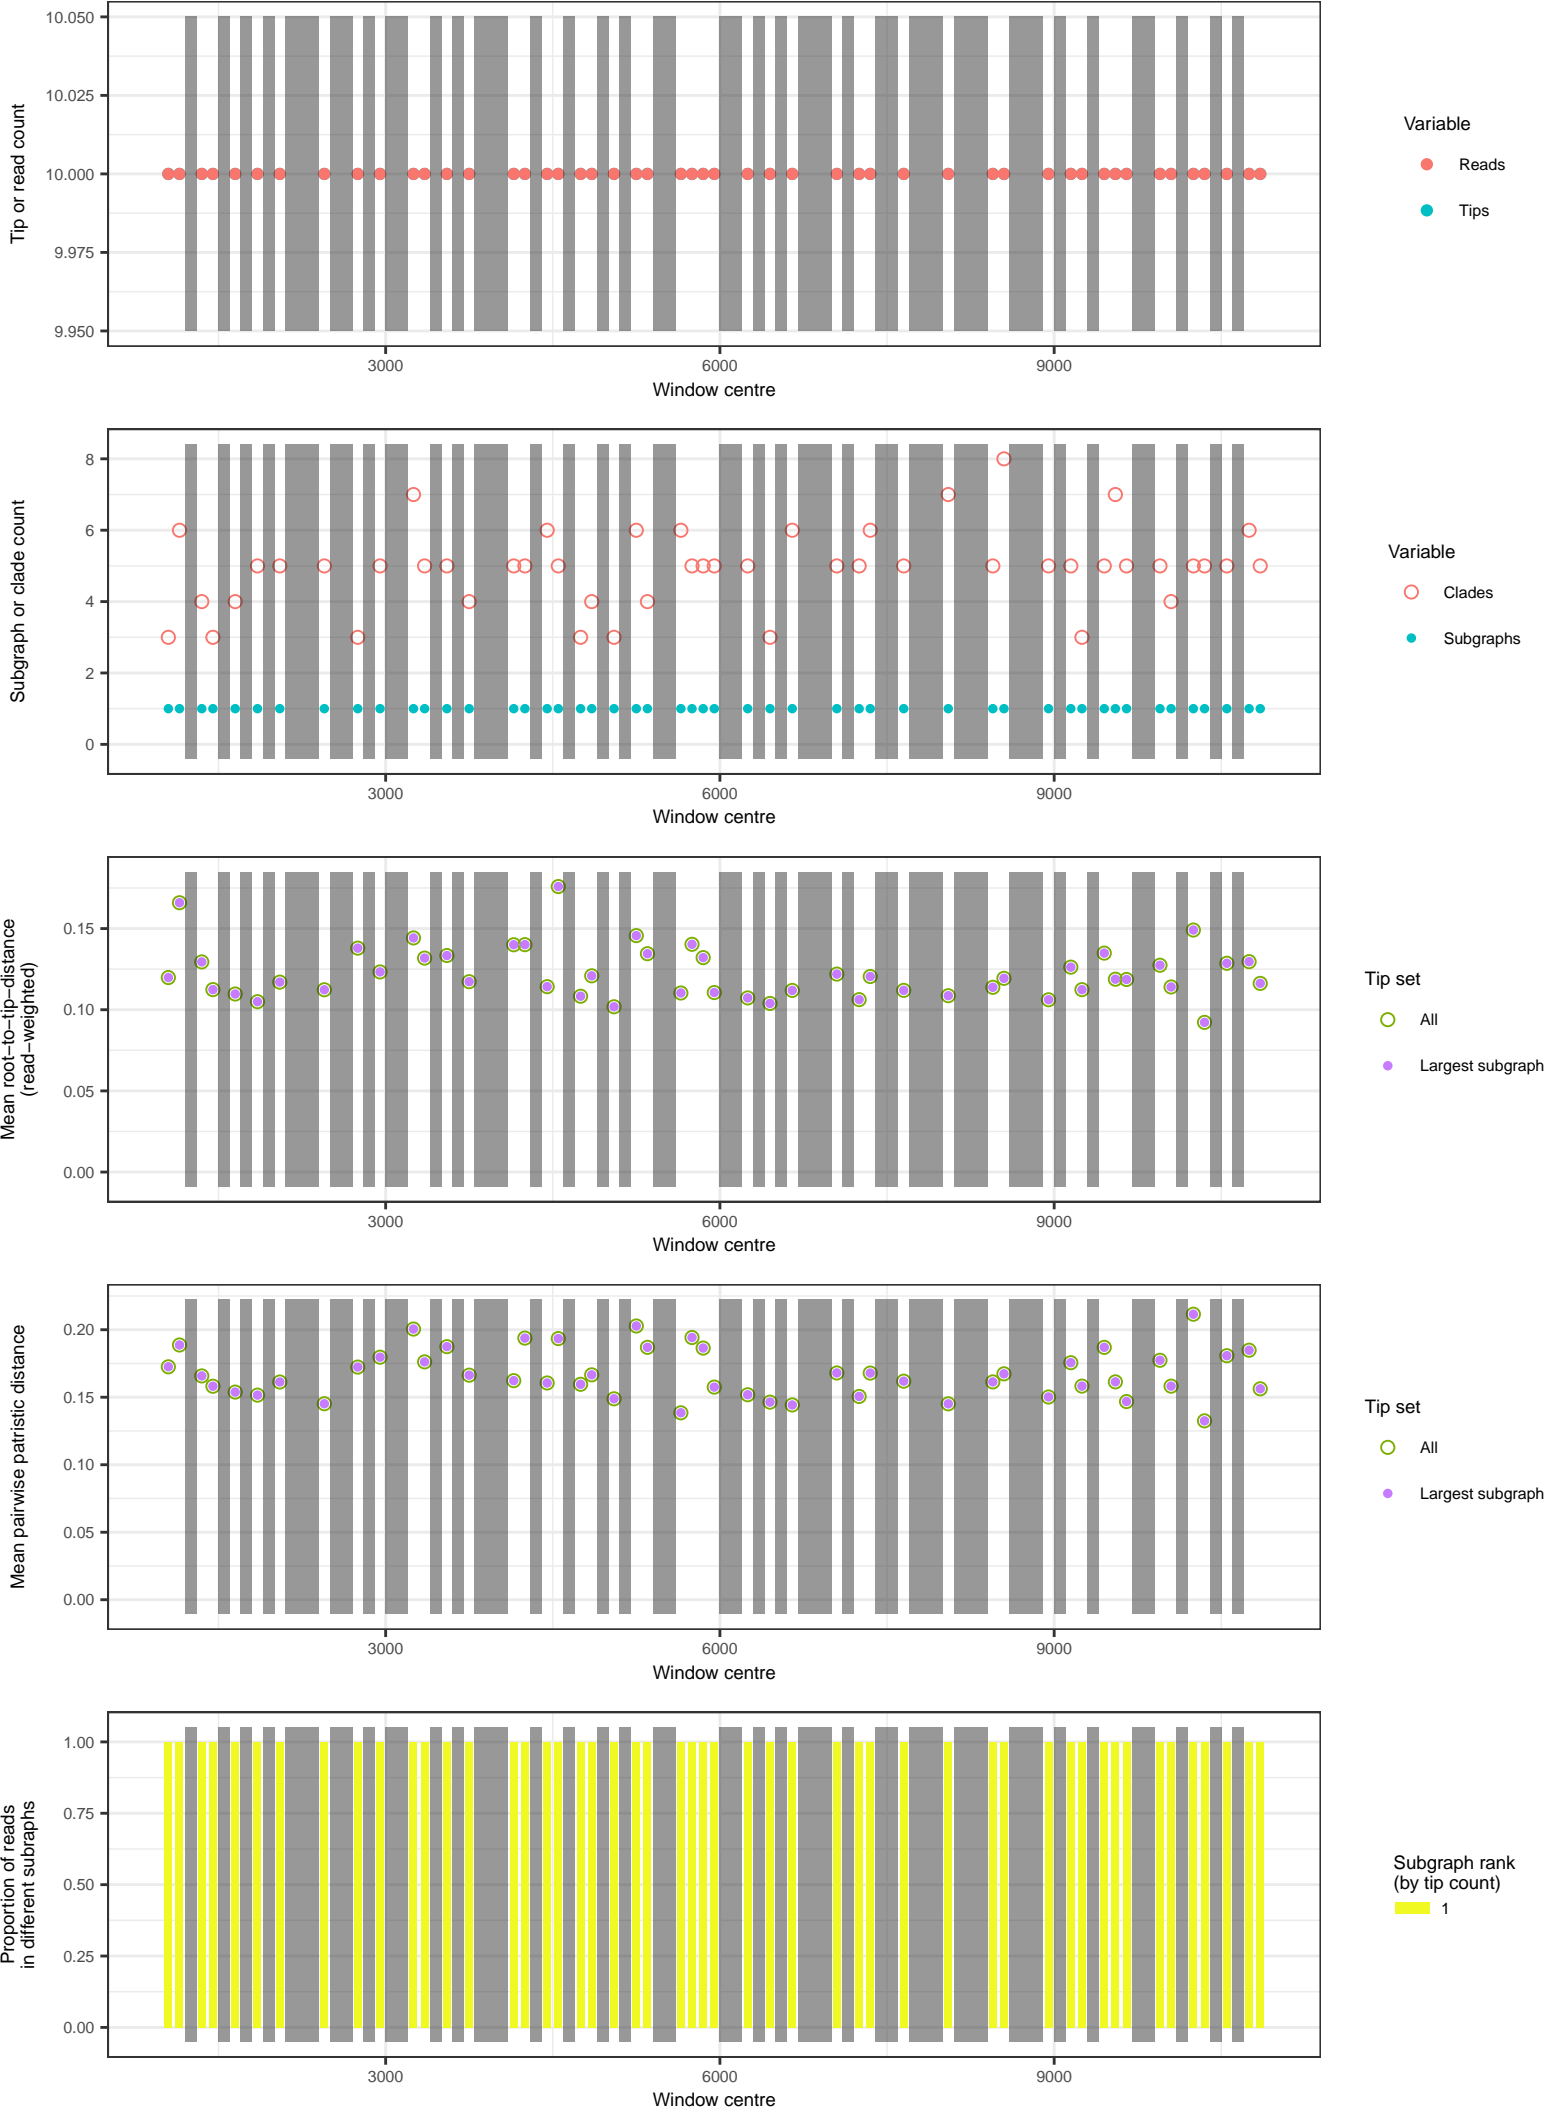 10.050
10.025
10.000
9.975
9.950
Tip or read count
3000 6000 9000
Window centre
Variable
Reads
Tips
8
6
4
2
0
Subgraph or clade count
3000 6000 9000
Window centre
Variable
Clades
Subgraphs
0.15
0.10
0.05
0.00
Mean root−to−tip−distance
(read−weighted)
3000 6000 9000
Window centre
Tip set
All
Largest subgraph
0.20
0.15
0.10
0.05
0.00
Mean pairwise patristic distance
3000 6000 9000
Window centre
Tip set
All
Largest subgraph
1.00
0.75
0.50
0.25
0.00
Proportion of reads
in different subraphs
3000 6000 9000
Window centre
Subgraph rank
(by tip count)
1